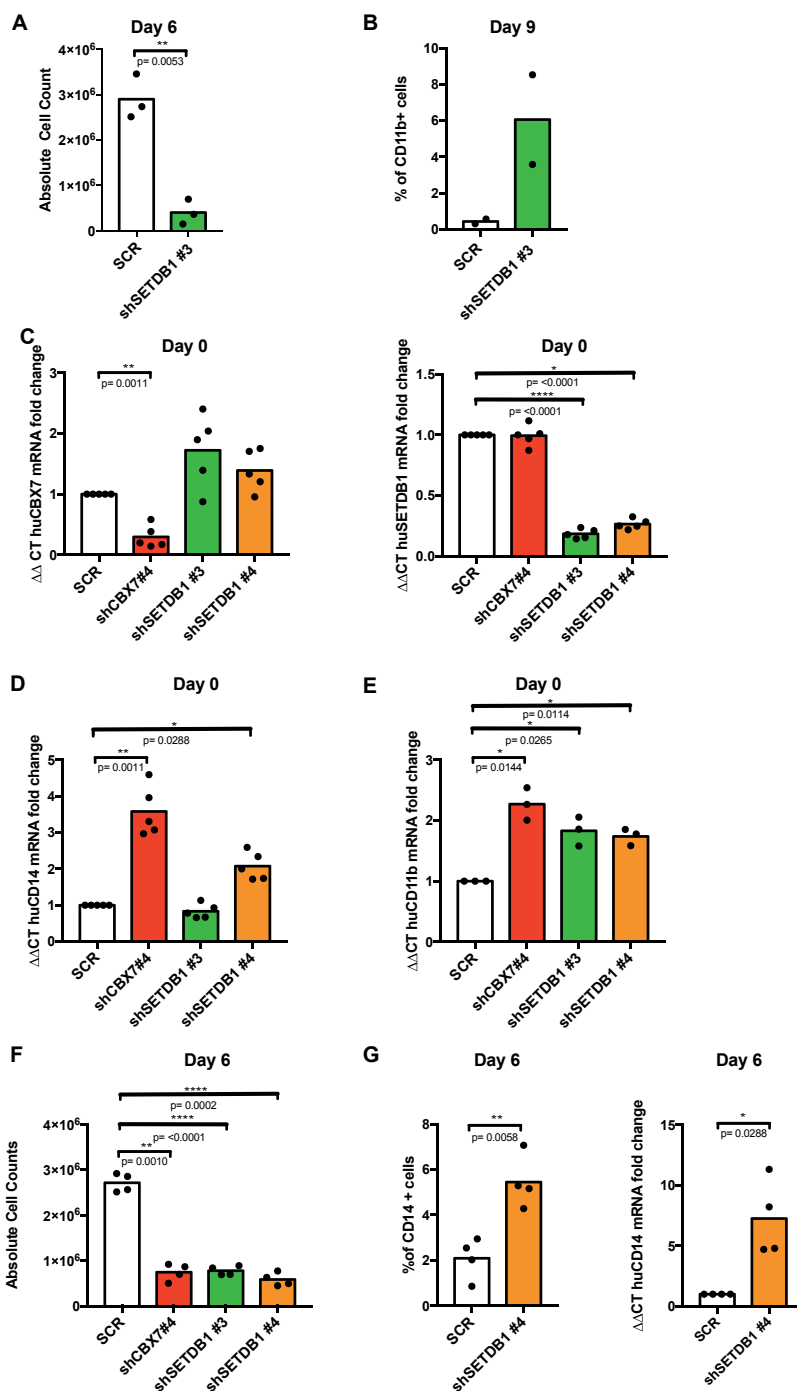 A
Day 6
**
p= 0.0053
Absolute Cell Count
4×10⁶
3×10⁶
2×10⁶
1×10⁶
0
SCR
shSETDB1 #3
B
Day 9
% of CD11b+ cells
10
8
6
4
2
0
SCR
shSETDB1 #3
C
Day 0
**
p= 0.0011
ΔΔ CT huCBX7 mRNA fold change
3
2
1
0
SCR
shCBX7#4
shSETDB1 #3
shSETDB1 #4
Day 0
*
p= <0.0001
****
p= <0.0001
ΔΔCT huSETDB1 mRNA fold change
1.5
1.0
0.5
0.0
SCR
shCBX7#4
shSETDB1 #3
shSETDB1 #4
D
Day 0
*
p= 0.0288
**
p= 0.0011
ΔΔCT huCD14 mRNA fold change
5
4
3
2
1
0
SCR
shCBX7#4
shSETDB1 #3
shSETDB1 #4
E
Day 0
*
p= 0.0114
*
p= 0.0265
*
p= 0.0144
ΔΔCT huCD11b mRNA fold change
3
2
1
0
SCR
shCBX7#4
shSETDB1 #3
shSETDB1 #4
F
Day 6
****
p= 0.0002
****
p= <0.0001
**
p= 0.0010
Absolute Cell Counts
4×10⁶
3×10⁶
2×10⁶
1×10⁶
0
SCR
shCBX7#4
shSETDB1 #3
shSETDB1 #4
G
Day 6
**
p= 0.0058
%of CD14 + cells
8
6
4
2
0
SCR
shSETDB1 #4
Day 6
*
p= 0.0288
ΔΔCT huCD14 mRNA fold change
15
10
5
0
SCR
shSETDB1 #4